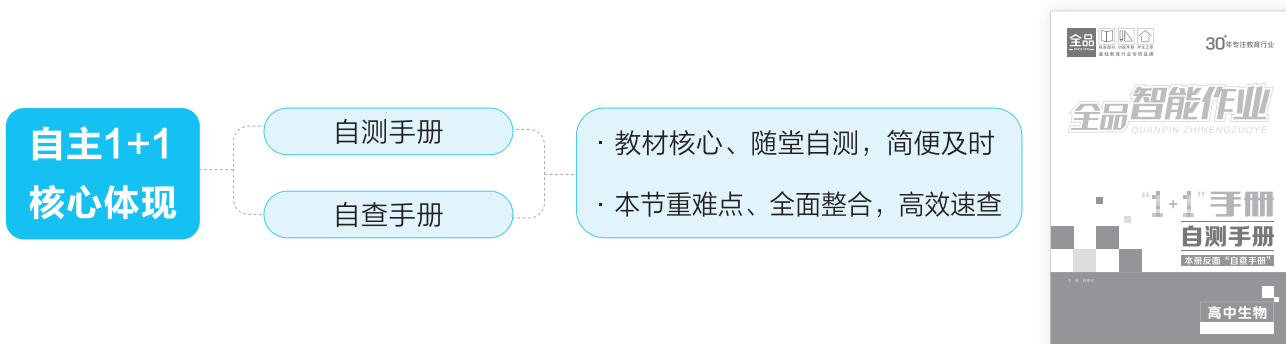 自主1+1
核心体现
自测手册
自查手册
· 教材核心、随堂自测，简便及时
· 本节重难点、全面整合，高效速查
全品
30年专注教育行业
全品智能作业
QUANPIN ZHINENGZUOYE
“1+1”手册
自测手册
本册反面“自查手册”
高中生物